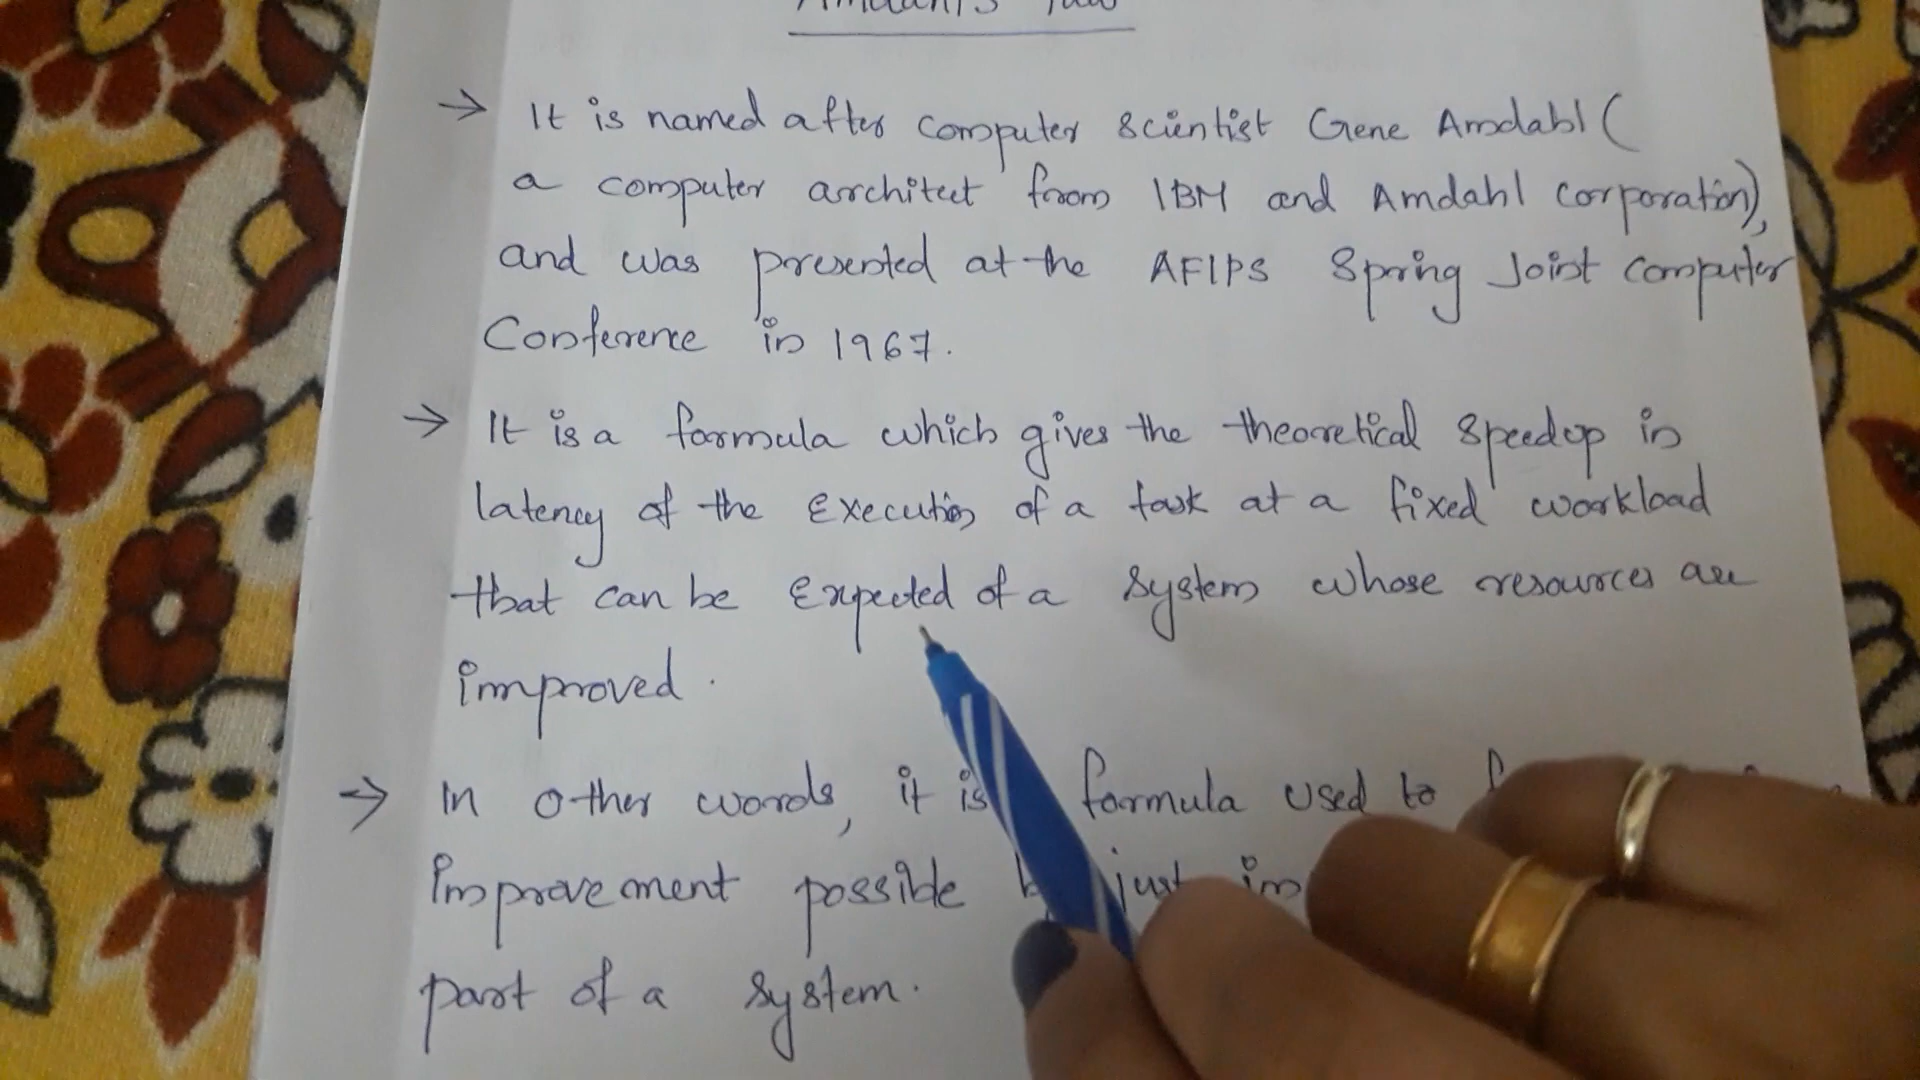 Amdahl's law
→ It is named after computer scientist Gene Amdahl (
a computer architect from IBM and Amdahl corporation),
and was presented at the AFIPS Spring Joint computer
Conference in 1967.
→ It is a formula which gives the theoretical speedup in
latency of the Execution of a task at a fixed workload
that can be Expected of a system whose resources are
improved.
→ In other words, it is formula used to
improvement possible just
part of a system.